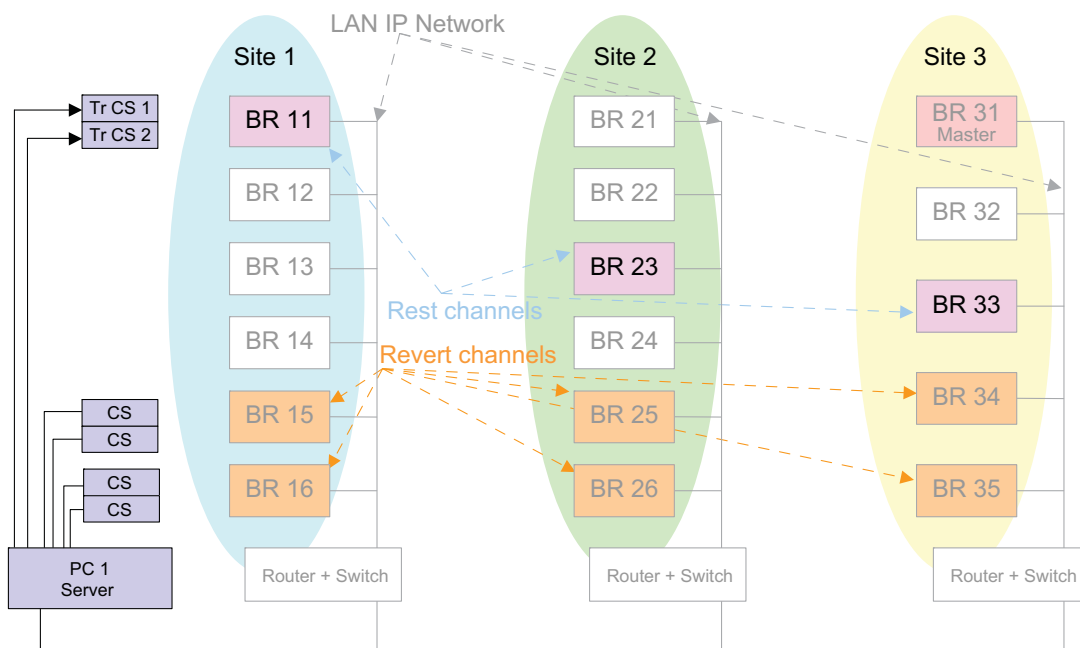 LAN IP Network
Site 1
Site 2
Site 3
Tr CS 1
Tr CS 2
BR 11
BR 21
BR 31
Master
BR 12
BR 22
BR 32
BR 13
BR 23
BR 33
Rest channels
BR 14
BR 24
Revert channels
BR 34
CS
CS
BR 15
BR 25
CS
CS
BR 16
BR 26
BR 35
PC 1
Server
Router + Switch
Router + Switch
Router + Switch